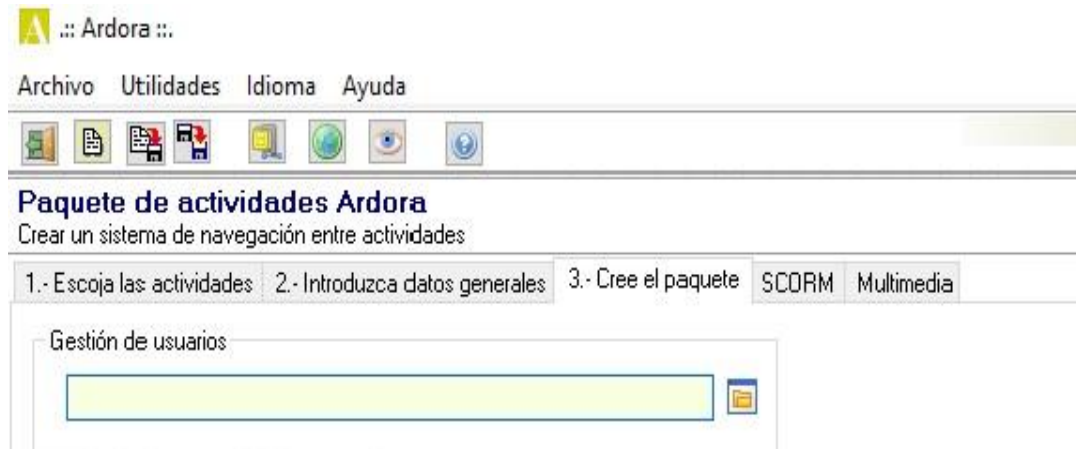 A .:: Ardora ::.
Archivo Utilidades Idioma Ayuda
Paquete de actividades Ardora
Crear un sistema de navegación entre actividades
1.- Escoja las actividades 2.- Introduzca datos generales 3.- Cree el paquete SCORM Multimedia
Gestión de usuarios